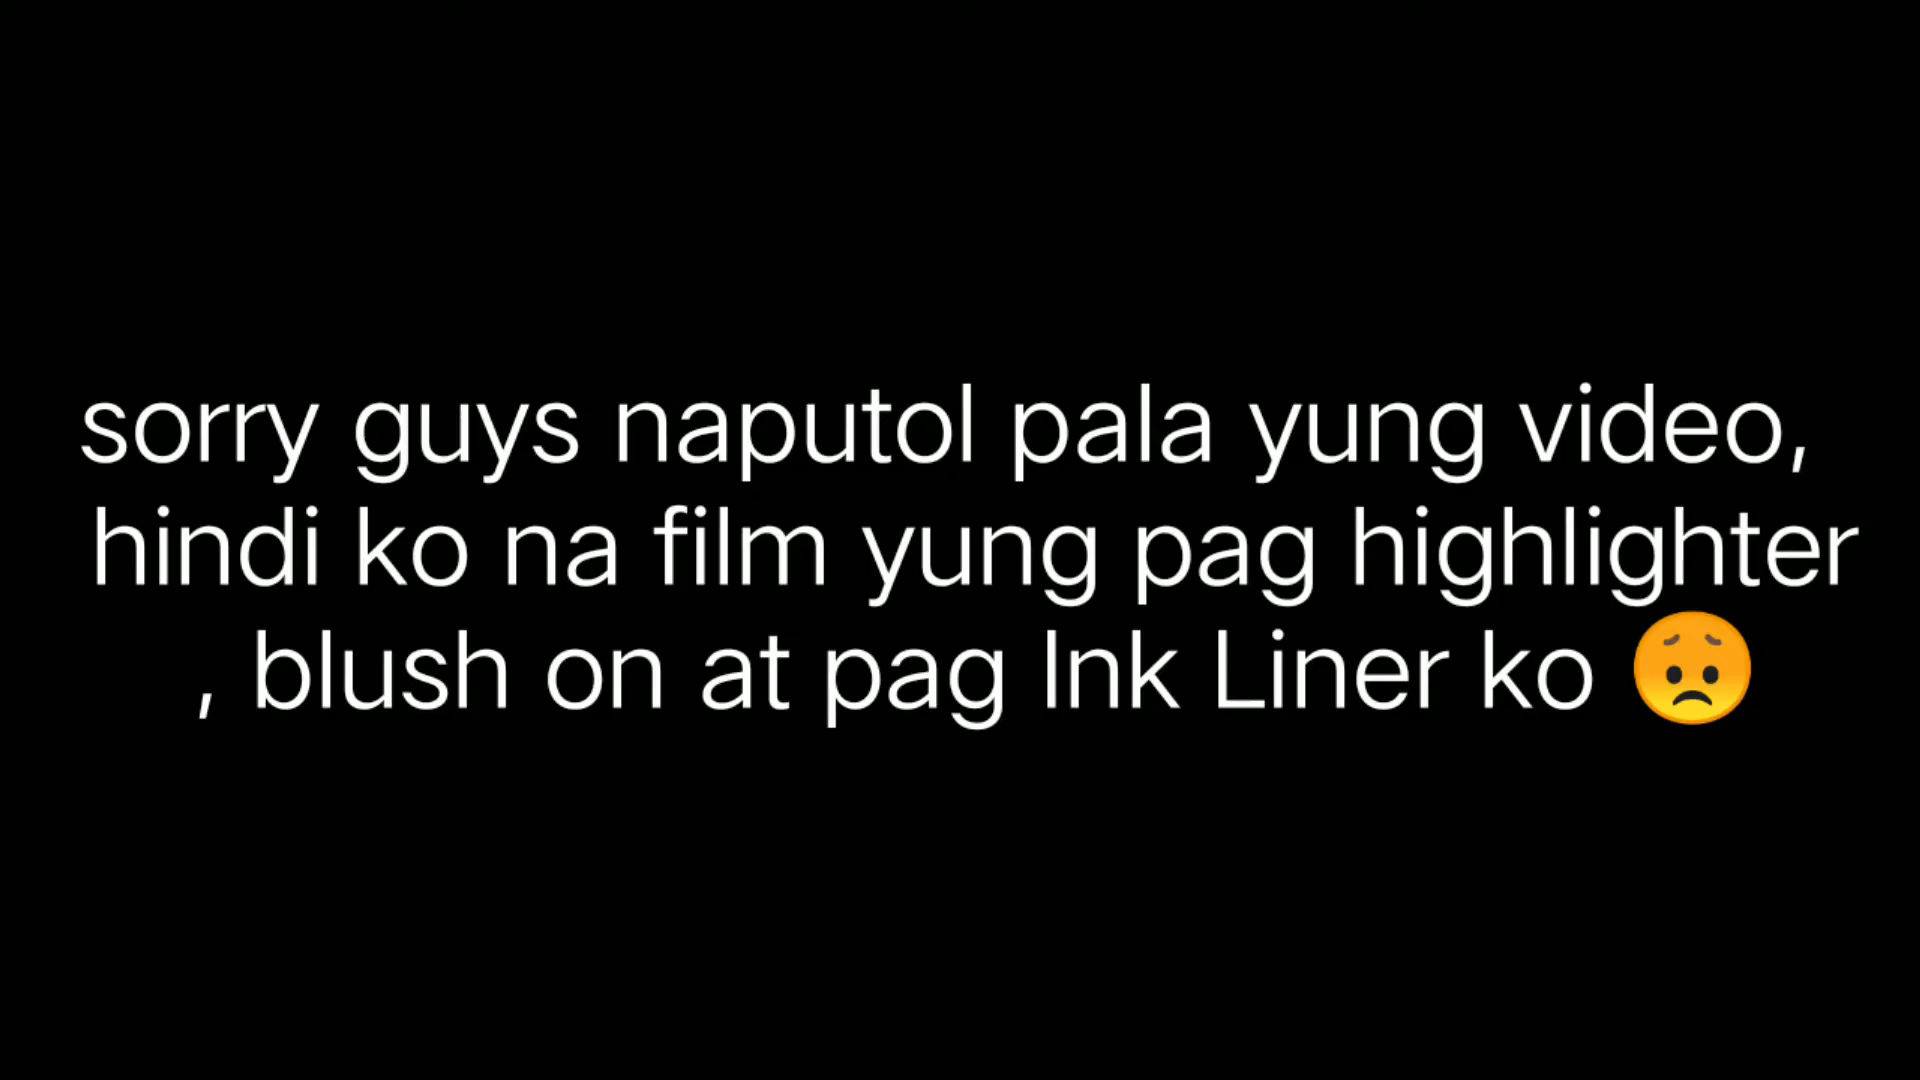 sorry guys naputol pala yung video,
hindi ko na film yung pag highlighter
, blush on at pag Ink Liner ko 😞